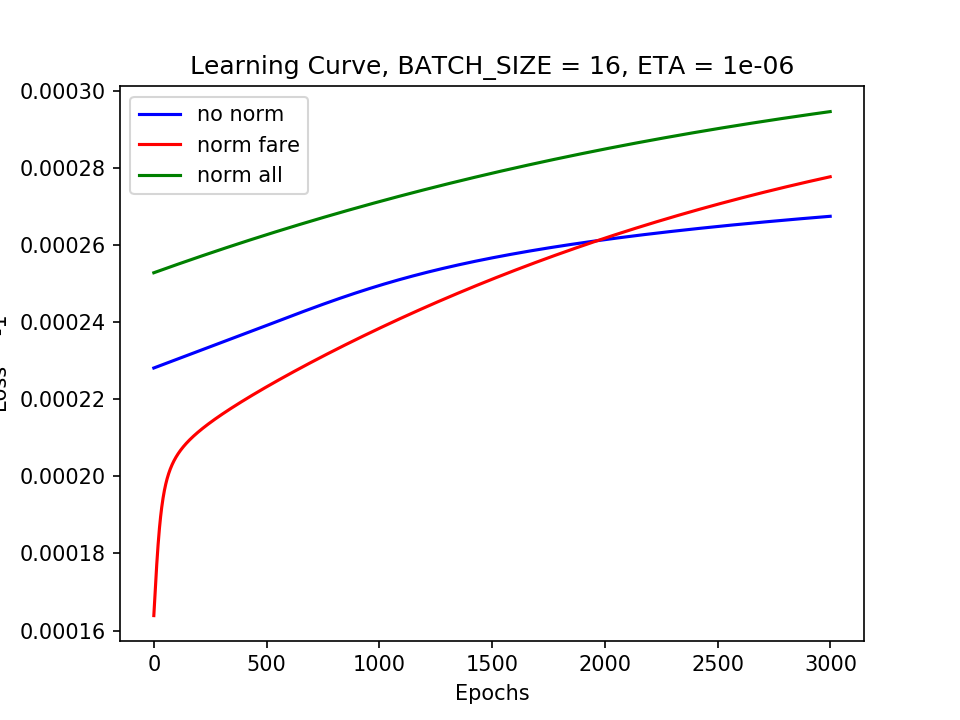 Learning Curve, BATCH_SIZE = 16, ETA = 1e-06
no norm
norm fare
norm all
0.00030
0.00028
0.00026
0.00024
0.00022
0.00020
0.00018
0.00016
0 500 1000 1500 2000 2500 3000
Epochs